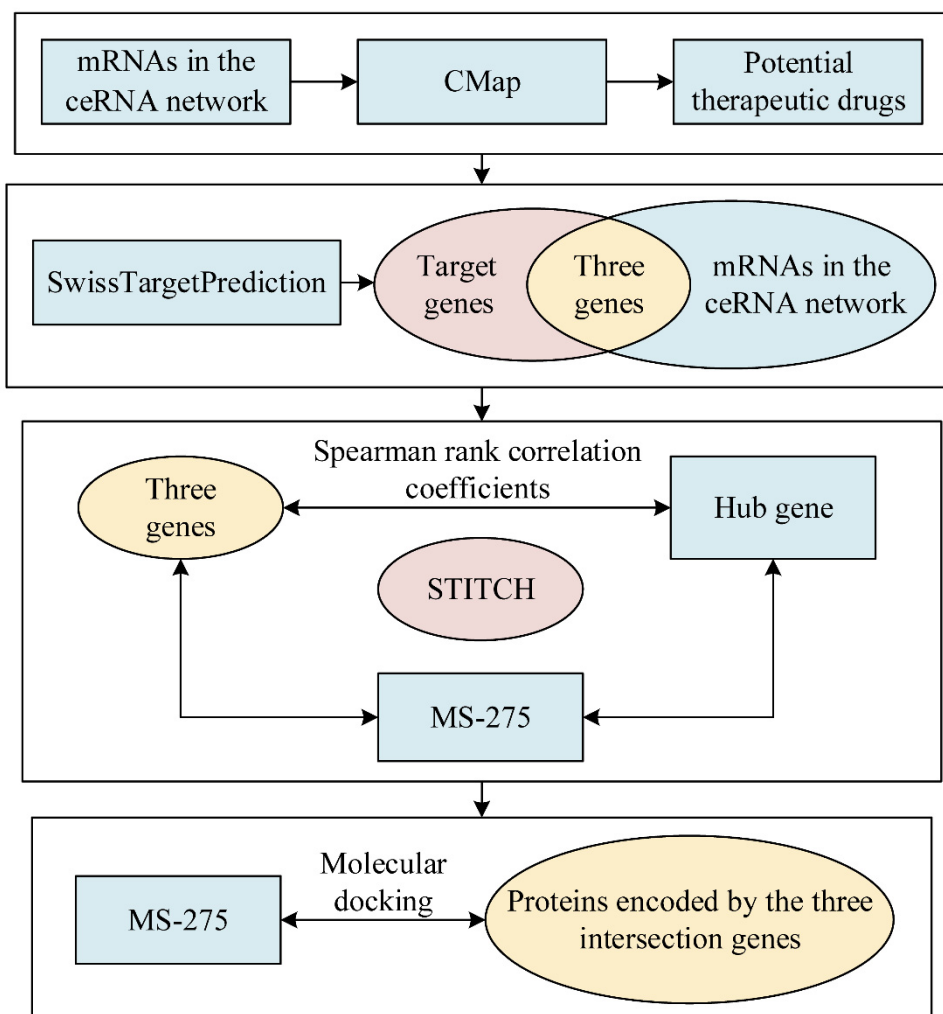 mRNAs in the
ceRNA network
CMap
Potential
therapeutic drugs
SwissTargetPrediction
Target
genes
Three
genes
mRNAs in the
ceRNA network
Spearman rank correlation
coefficients
Three
genes
Hub gene
STITCH
MS-275
MS-275
Molecular
docking
Proteins encoded by the three
intersection genes